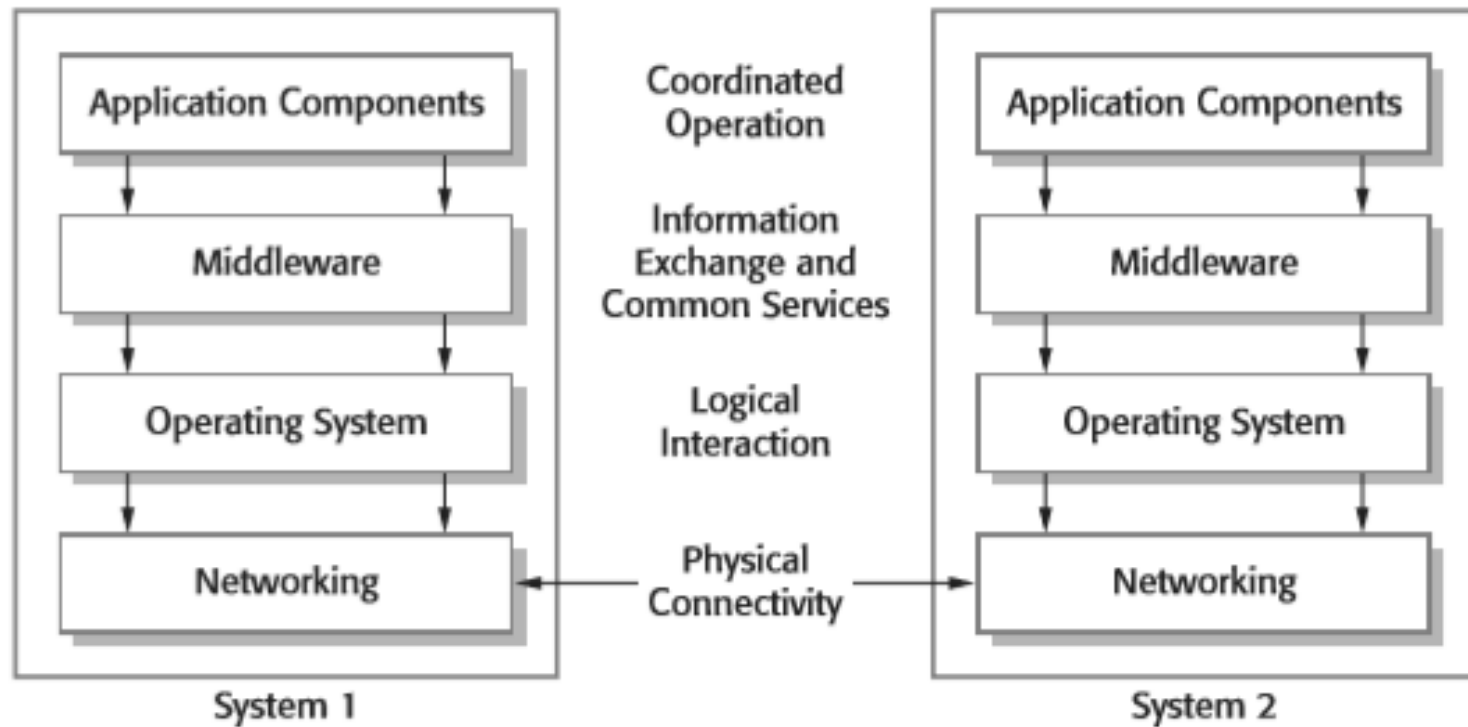 Application Components
Coordinated
Operation
Application Components
Middleware
Information
Exchange and
Common Services
Middleware
Operating System
Logical
Interaction
Operating System
Networking
Physical
Connectivity
Networking
System 1
System 2